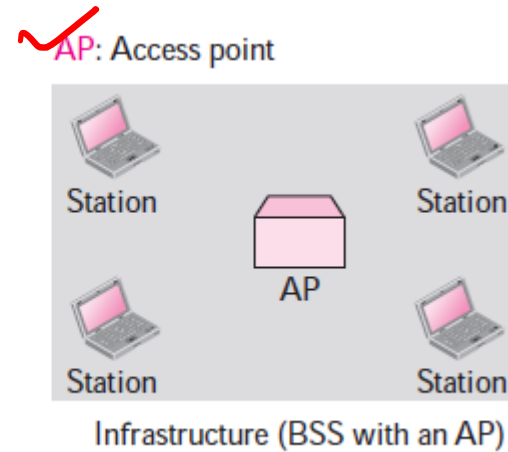 AP: Access point
Station Station
AP
Station Station
Infrastructure (BSS with an AP)